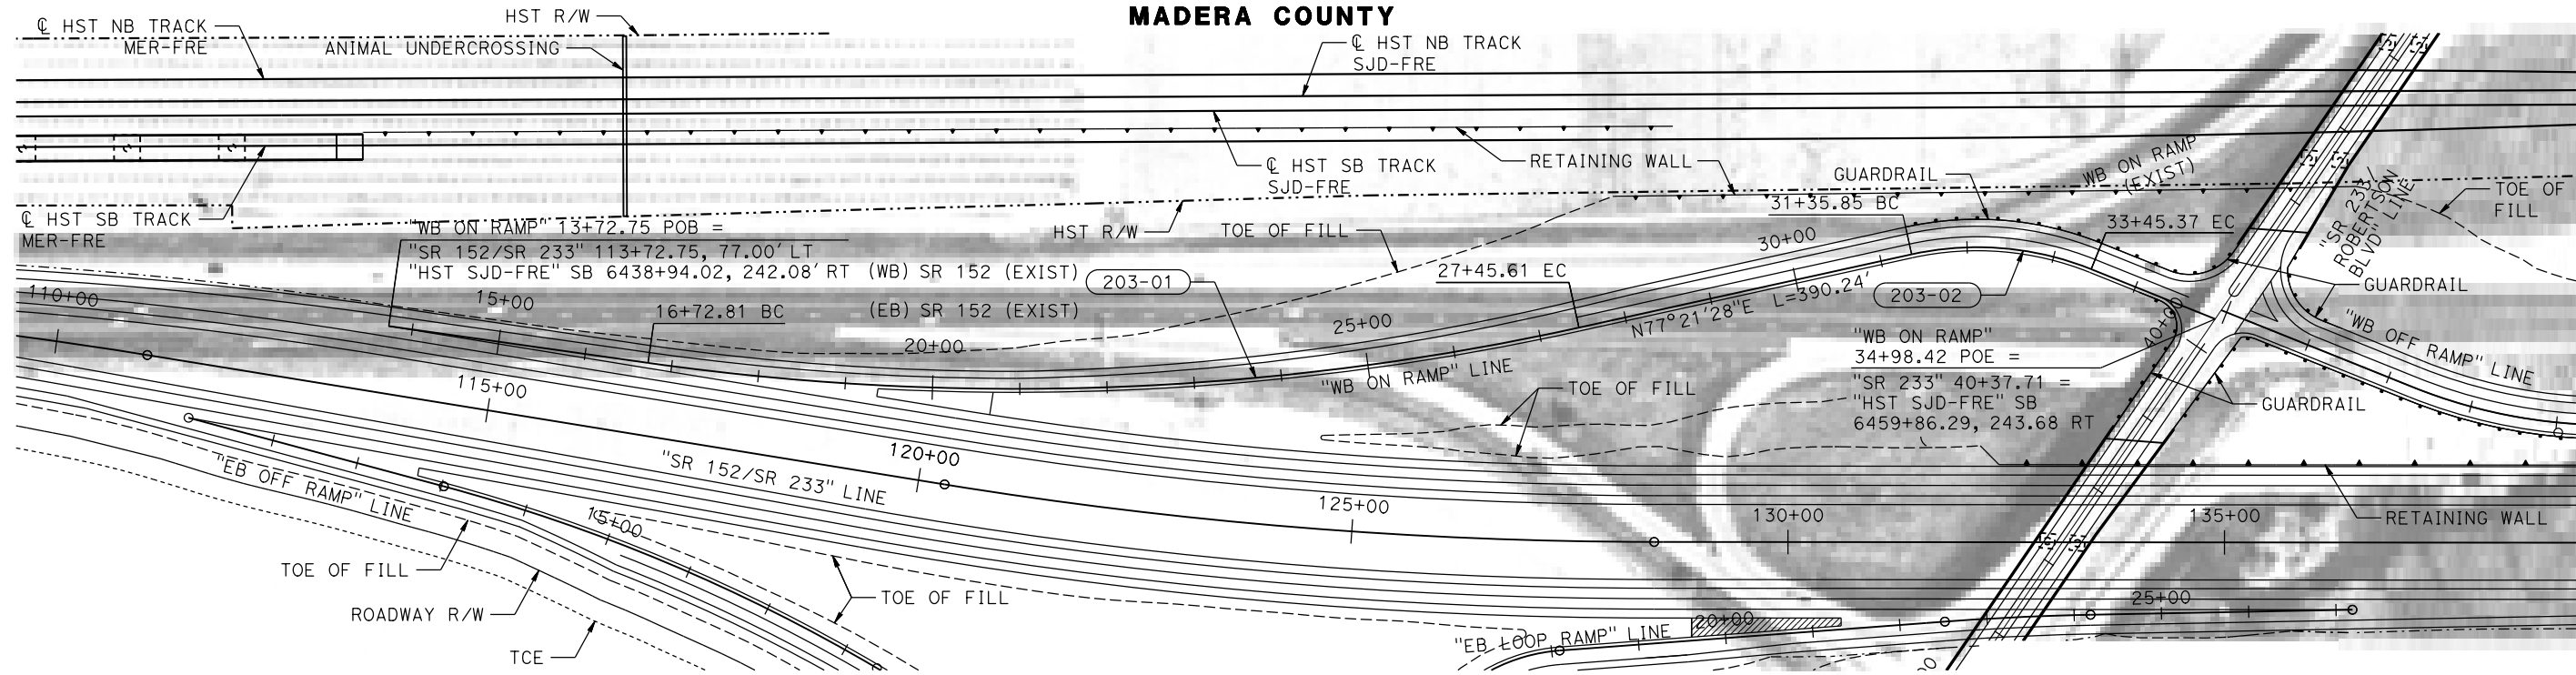 MADERA COUNTY
℄ HST NB TRACK
MER-FRE
HST R/W
ANIMAL UNDERCROSSING
℄ HST NB TRACK
SJD-FRE
℄ HST SB TRACK
SJD-FRE
RETAINING WALL
GUARDRAIL
WB ON RAMP
(EXIST)
"SR 233/
ROBERTSON
BLVD" LINE
TOE OF
FILL
℄ HST SB TRACK
MER-FRE
"WB ON RAMP" 13+72.75 POB =
"SR 152/SR 233" 113+72.75, 77.00' LT
"HST SJD-FRE" SB 6438+94.02, 242.08' RT
(WB) SR 152 (EXIST)
(EB) SR 152 (EXIST)
HST R/W
TOE OF FILL
31+35.85 BC
30+00
33+45.37 EC
203-01
27+45.61 EC
N77°21'28"E L=390.24'
203-02
GUARDRAIL
110+00
15+00
16+72.81 BC
20+00
25+00
"WB ON RAMP" LINE
"WB ON RAMP"
34+98.42 POE =
"SR 233" 40+37.71 =
"HST SJD-FRE" SB
6459+86.29, 243.68 RT
40+00
"WB OFF RAMP" LINE
GUARDRAIL
115+00
TOE OF FILL
120+00
"SR 152/SR 233" LINE
"EB OFF RAMP" LINE
15+00
125+00
130+00
135+00
RETAINING WALL
TOE OF FILL
ROADWAY R/W
TOE OF FILL
TCE
"EB LOOP RAMP" LINE
20+00
25+00